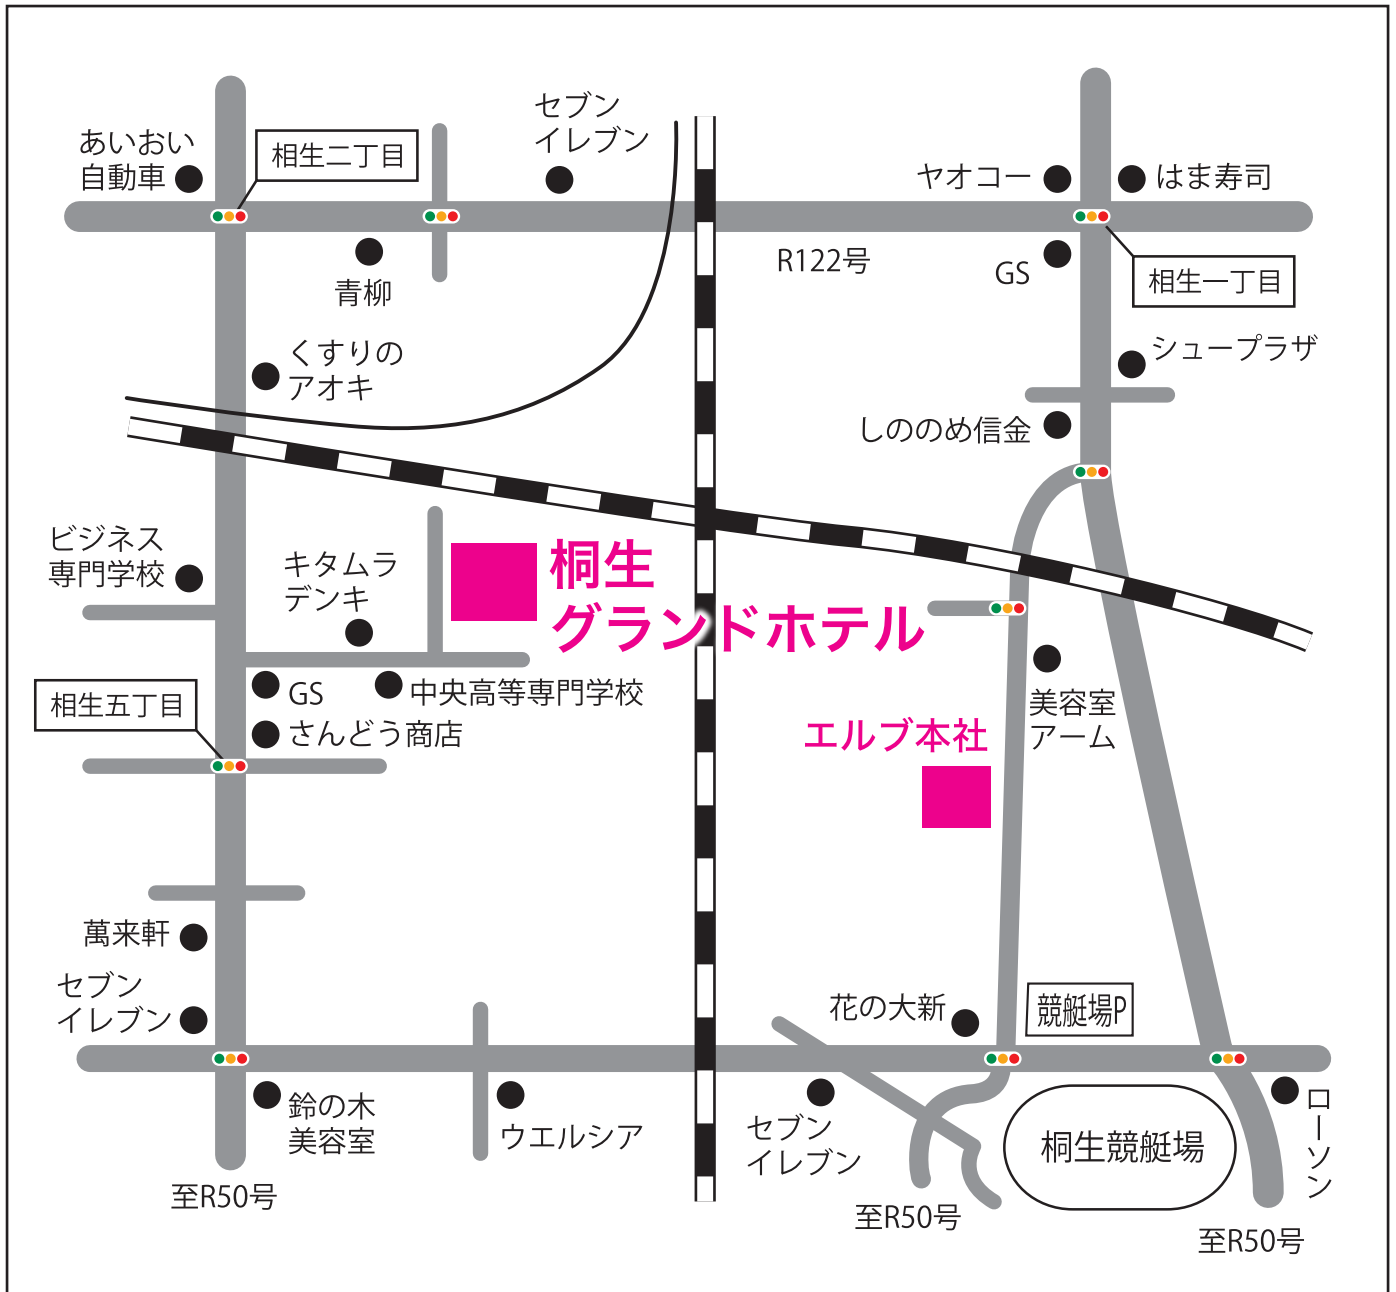 セブン
イレブン
あいおい
自動車
相生二丁目
ヤオコー
はま寿司
R122号
GS
相生一丁目
青柳
くすりの
アオキ
シュープラザ
しののめ信金
ビジネス
専門学校
キタムラ
デンキ
桐生
グランドホテル
GS
中央高等専門学校
相生五丁目
さんどう商店
美容室
アーム
エルブ本社
萬来軒
セブン
イレブン
花の大新
競艇場P
鈴の木
美容室
ウエルシア
セブン
イレブン
桐生競艇場
ローソン
至R50号
至R50号
至R50号